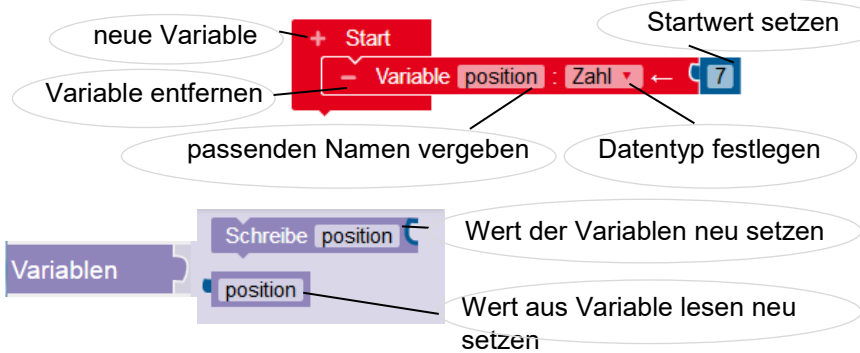 Startwert setzen
neue Variable
+ Start
− Variable position : Zahl ▾ ← 7
Variable entfernen
passenden Namen vergeben
Datentyp festlegen
Schreibe position
Wert der Variablen neu setzen
Variablen
position
Wert aus Variable lesen neu
setzen